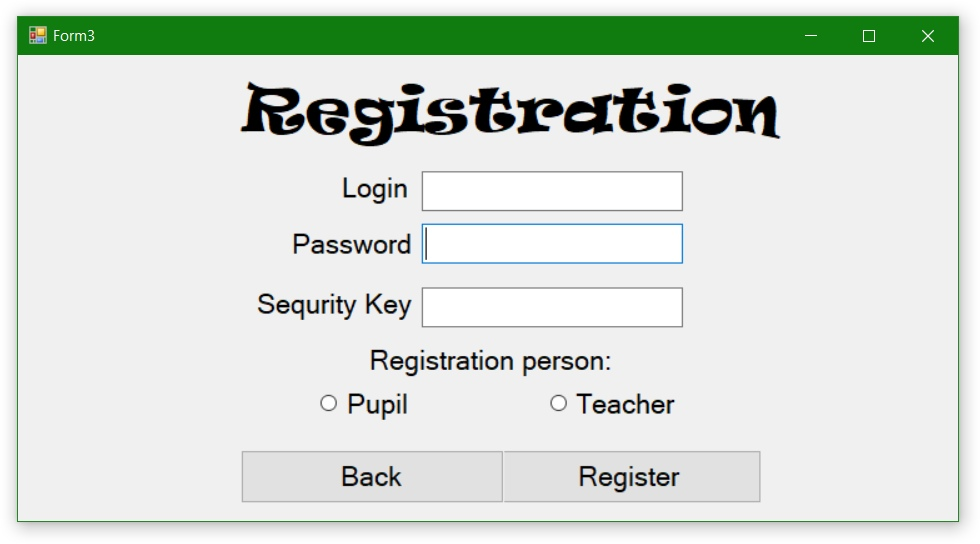 Form3
Registration
Login
Password
Sequrity Key
Registration person:
Pupil Teacher
Back Register